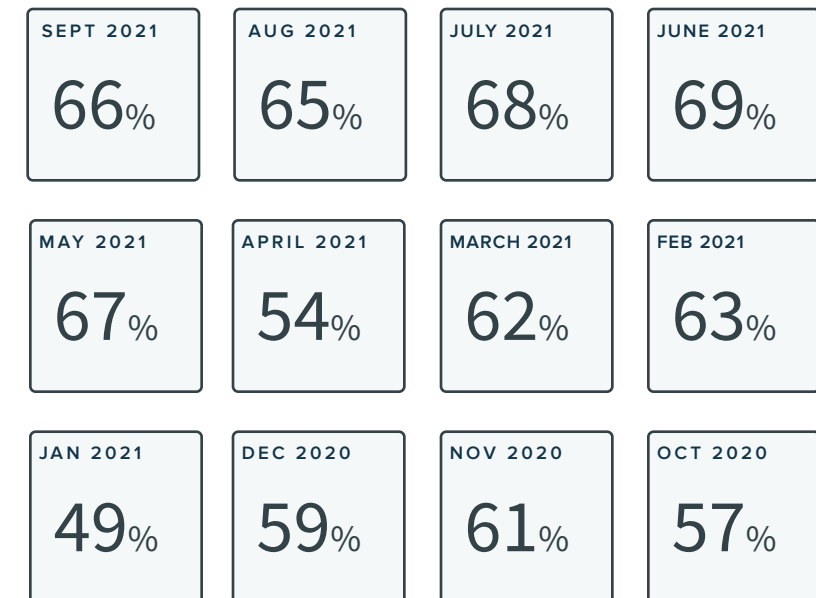 SEPT 2021
66%
AUG 2021
65%
JULY 2021
68%
JUNE 2021
69%
MAY 2021
67%
APRIL 2021
54%
MARCH 2021
62%
FEB 2021
63%
JAN 2021
49%
DEC 2020
59%
NOV 2020
61%
OCT 2020
57%